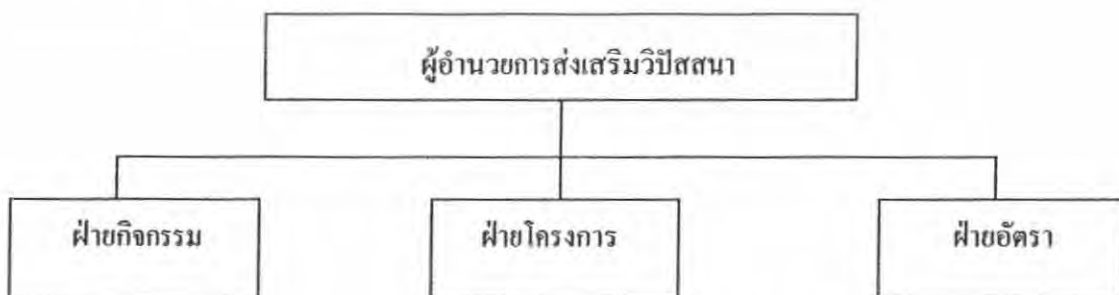 ผู้อำนวยการส่งเสริมวิปัสสนา
ฝ่ายกิจกรรม
ฝ่ายโครงการ
ฝ่ายอัตรา